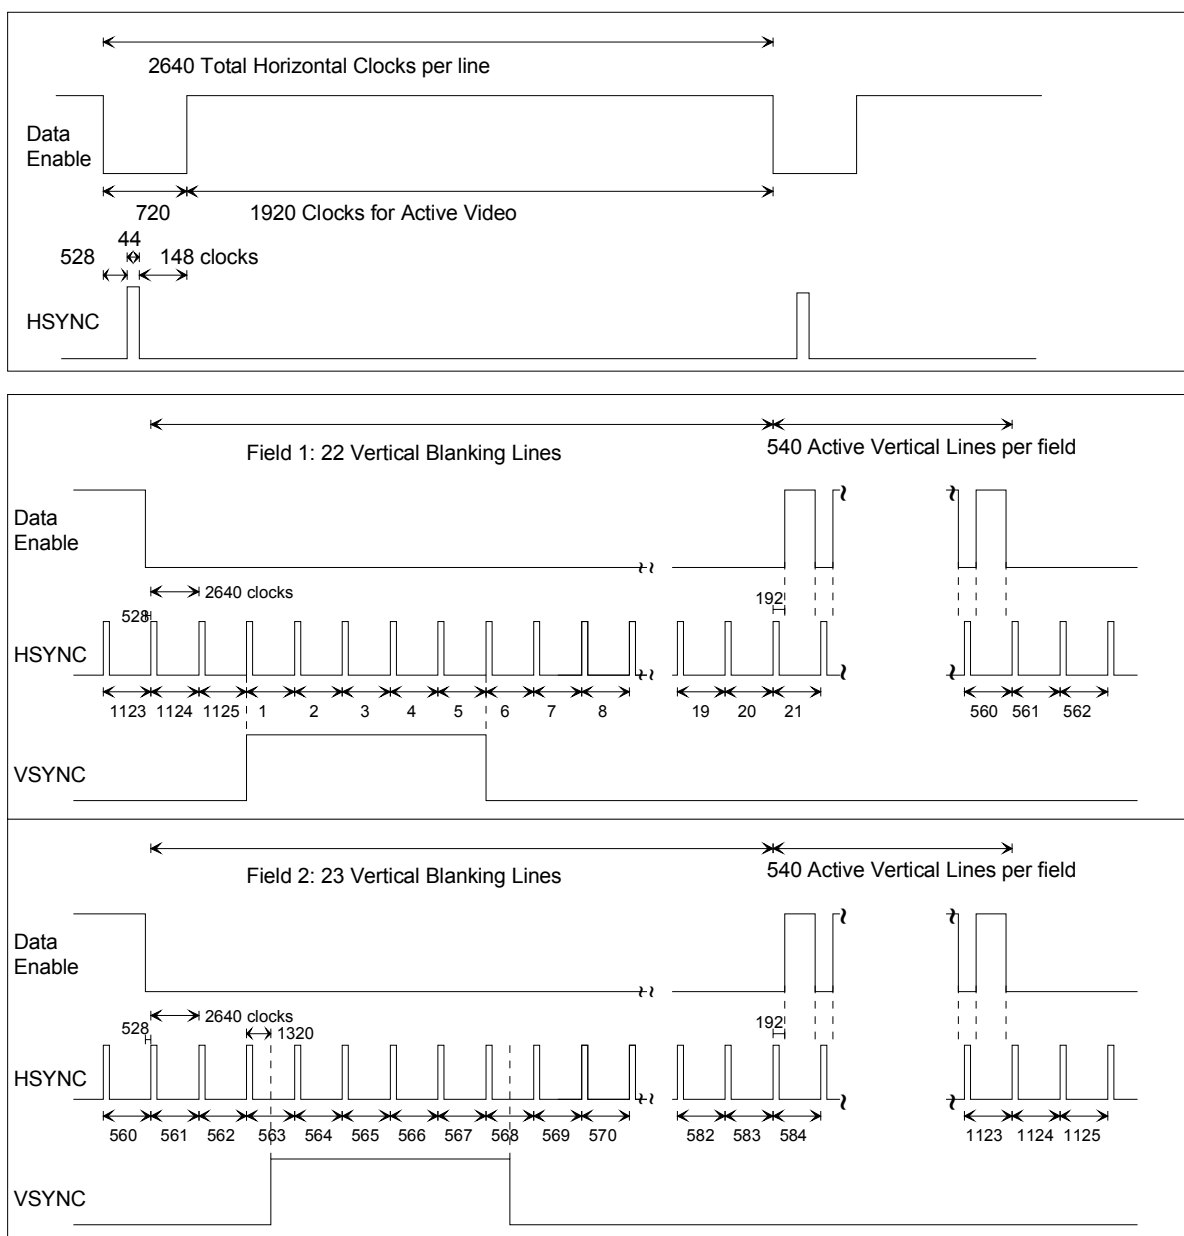 2640 Total Horizontal Clocks per line
Data
Enable
720
1920 Clocks for Active Video
44
528
148 clocks
HSYNC
Field 1: 22 Vertical Blanking Lines
540 Active Vertical Lines per field
Data
Enable
2640 clocks
528
192
HSYNC
1123 1124 1125 1 2 3 4 5 6 7 8 19 20 21 560 561 562
VSYNC
Field 2: 23 Vertical Blanking Lines
540 Active Vertical Lines per field
Data
Enable
2640 clocks
528
1320
192
HSYNC
560 561 562 563 564 565 566 567 568 569 570 582 583 584 1123 1124 1125
VSYNC